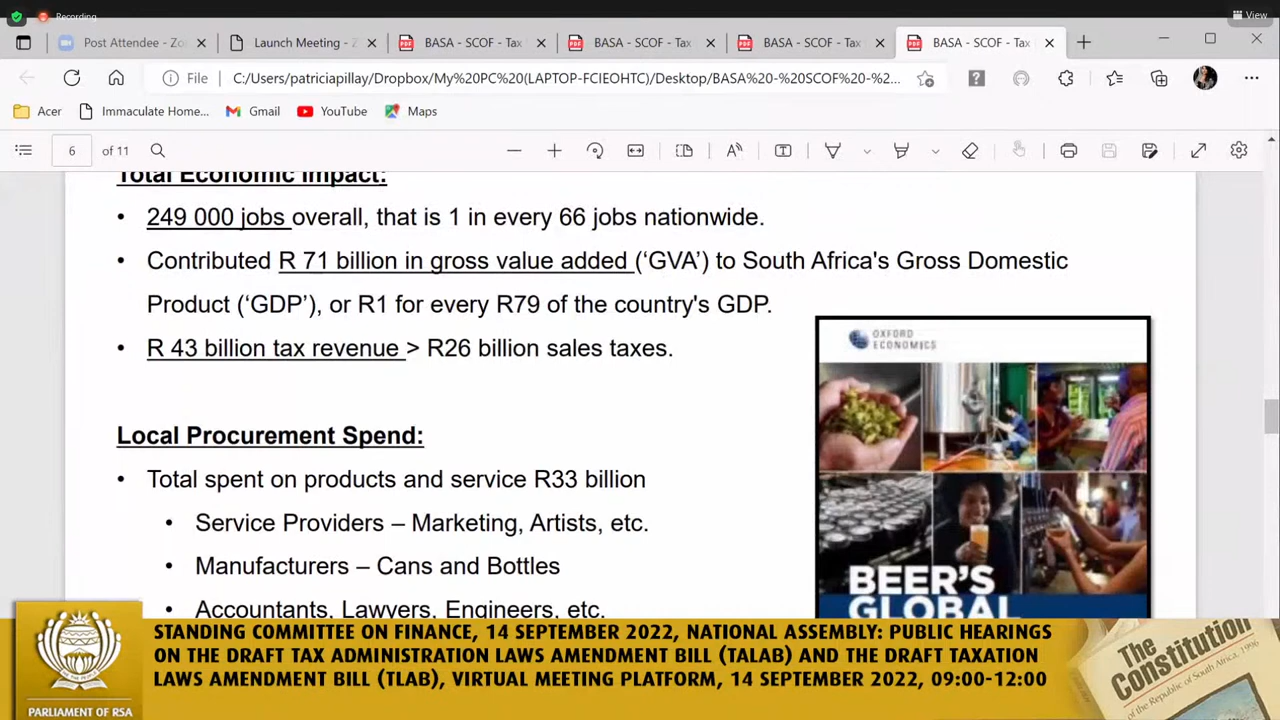 Recording
View
Post Attendee - Zo
Launch Meeting - Z
BASA - SCOF - Tax
BASA - SCOF - Tax
BASA - SCOF - Tax
BASA - SCOF - Tax
File
C:/Users/patriciapillay/Dropbox/My%20PC%20(LAPTOP-FCIEOHTC)/Desktop/BASA%20-%20SCOF%20-%2...
Acer
Immaculate Home...
Gmail
YouTube
Maps
6 of 11
Total Economic Impact:
• 249 000 jobs overall, that is 1 in every 66 jobs nationwide.
• Contributed R 71 billion in gross value added (‘GVA’) to South Africa's Gross Domestic
Product (‘GDP’), or R1 for every R79 of the country's GDP.
• R 43 billion tax revenue > R26 billion sales taxes.
OXFORD
ECONOMICS
Local Procurement Spend:
• Total spent on products and service R33 billion
• Service Providers – Marketing, Artists, etc.
• Manufacturers – Cans and Bottles
• Accountants, Lawyers, Engineers, etc.
BEER'S
GLOBAL
STANDING COMMITTEE ON FINANCE, 14 SEPTEMBER 2022, NATIONAL ASSEMBLY: PUBLIC HEARINGS
ON THE DRAFT TAX ADMINISTRATION LAWS AMENDMENT BILL (TALAB) AND THE DRAFT TAXATION
LAWS AMENDMENT BILL (TLAB), VIRTUAL MEETING PLATFORM, 14 SEPTEMBER 2022, 09:00-12:00
PARLIAMENT OF RSA
The
Constitution
of the Republic of South Africa, 1996